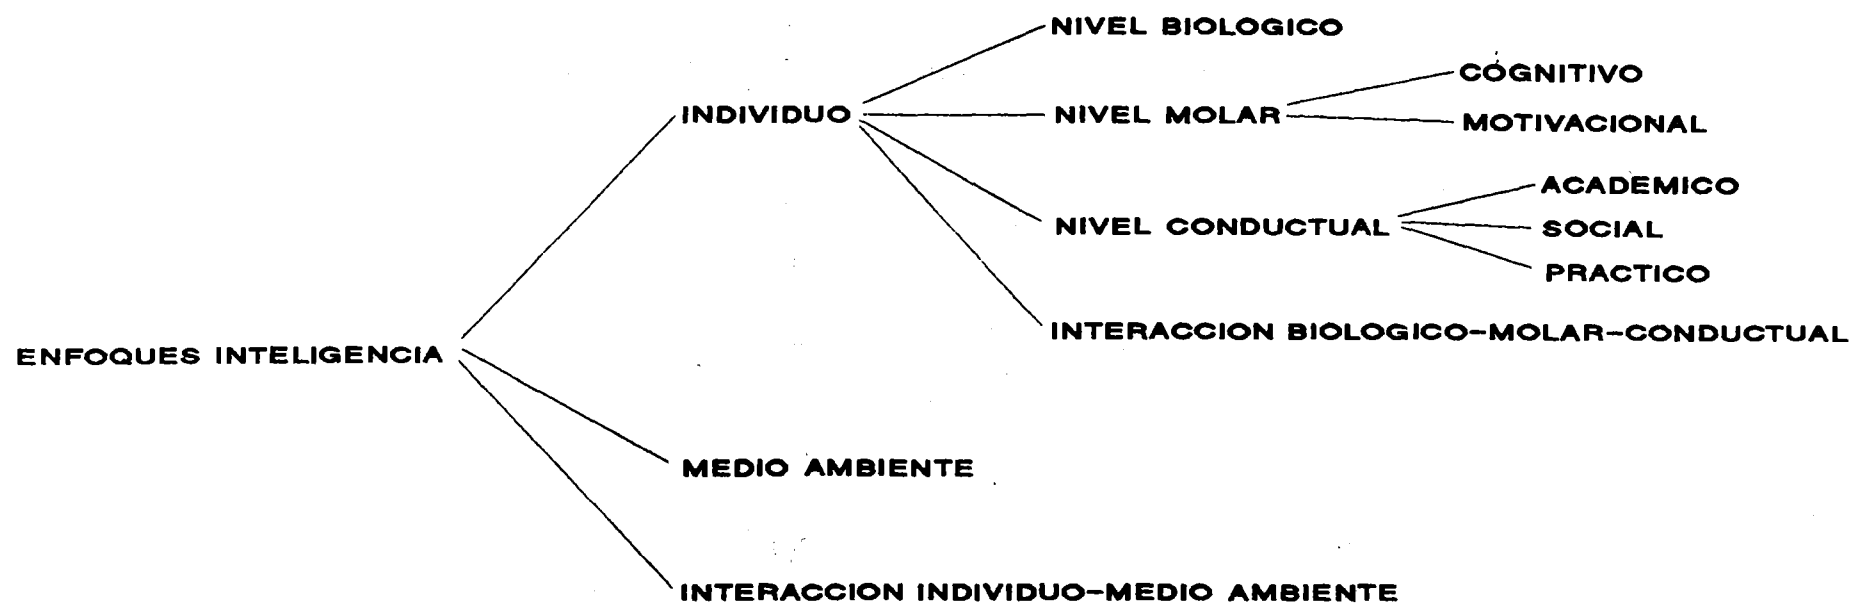 NIVEL BIOLOGICO
COGNITIVO
INDIVIDUO
NIVEL MOLAR
MOTIVACIONAL
ACADEMICO
NIVEL CONDUCTUAL
SOCIAL
PRACTICO
INTERACCION BIOLOGICO-MOLAR-CONDUCTUAL
ENFOQUES INTELIGENCIA
MEDIO AMBIENTE
INTERACCION INDIVIDUO-MEDIO AMBIENTE